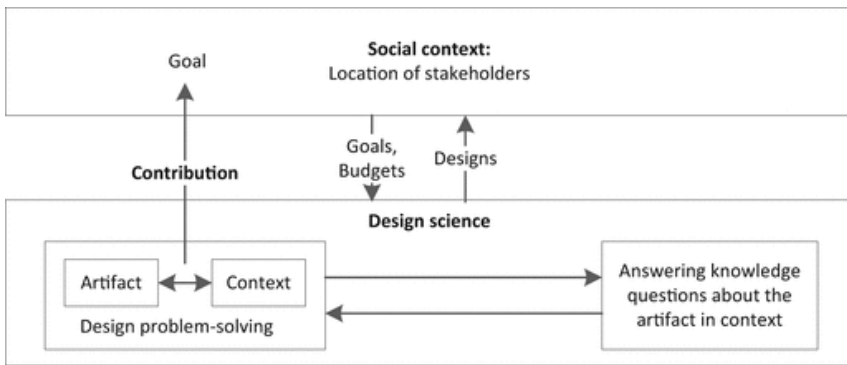 Social context:
Location of stakeholders
Goal
Goals,
Budgets
Designs
Contribution
Design science
Artifact
Context
Design problem-solving
Answering knowledge
questions about the
artifact in context